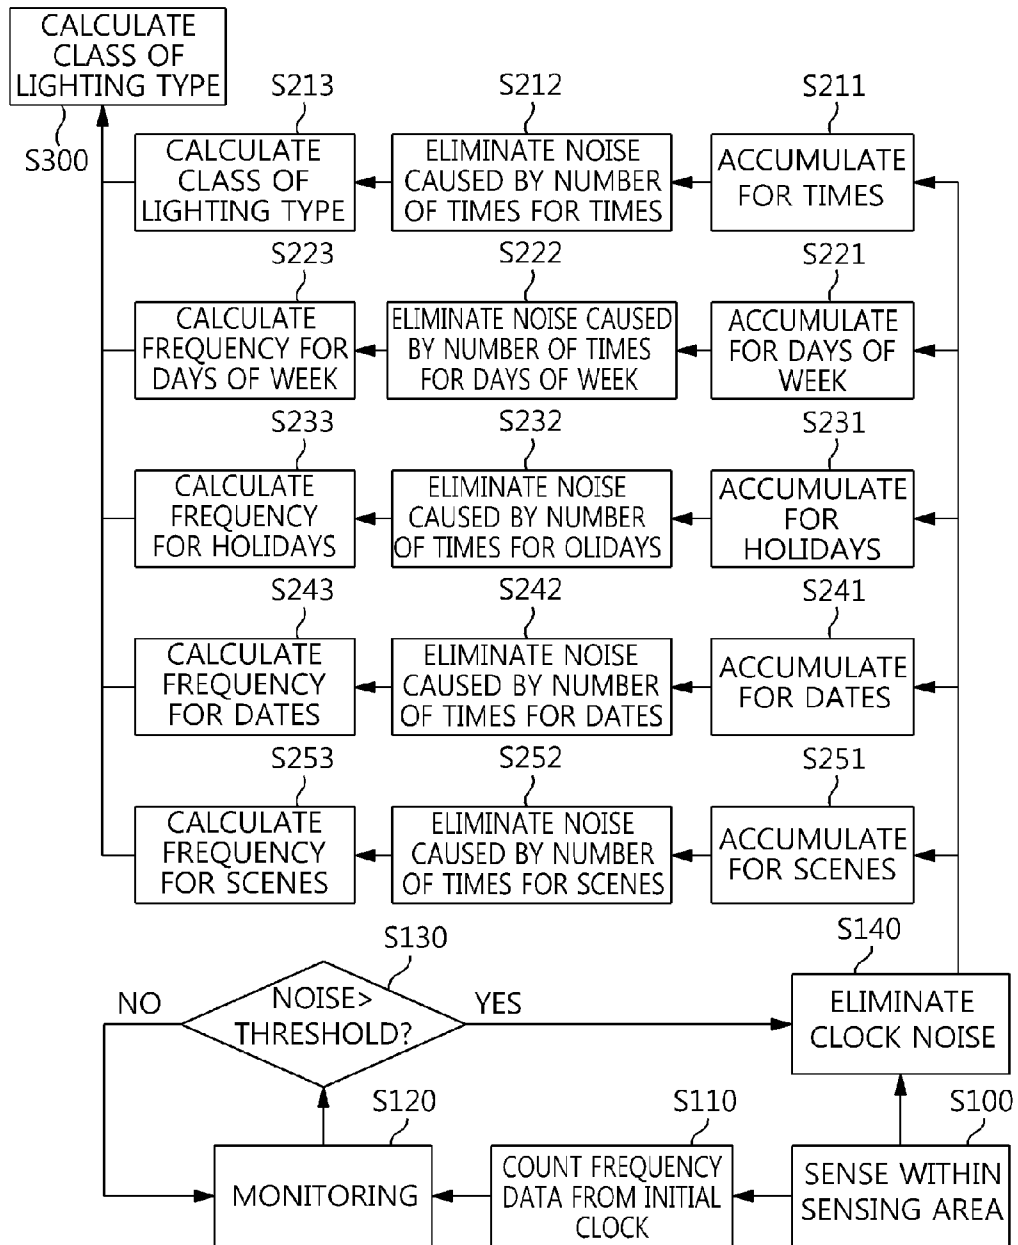 CALCULATE
CLASS OF
LIGHTING TYPE
S300
S213
S212
S211
CALCULATE
CLASS OF
LIGHTING TYPE
ELIMINATE NOISE
CAUSED BY NUMBER
OF TIMES FOR TIMES
ACCUMULATE
FOR TIMES
S223
S222
S221
CALCULATE
FREQUENCY FOR
DAYS OF WEEK
ELIMINATE NOISE CAUSED
BY NUMBER OF TIMES
FOR DAYS OF WEEK
ACCUMULATE
FOR DAYS OF
WEEK
S233
S232
S231
CALCULATE
FREQUENCY
FOR HOLIDAYS
ELIMINATE NOISE
CAUSED BY NUMBER
OF TIMES FOR OLIDAYS
ACCUMULATE
FOR
HOLIDAYS
S243
S242
S241
CALCULATE
FREQUENCY
FOR DATES
ELIMINATE NOISE
CAUSED BY NUMBER
OF TIMES FOR DATES
ACCUMULATE
FOR DATES
S253
S252
S251
CALCULATE
FREQUENCY
FOR SCENES
ELIMINATE NOISE
CAUSED BY NUMBER
OF TIMES FOR SCENES
ACCUMULATE
FOR SCENES
S130
S140
NO
NOISE>
THRESHOLD?
YES
ELIMINATE
CLOCK NOISE
S120
S110
S100
MONITORING
COUNT FREQUENCY
DATA FROM INITIAL
CLOCK
SENSE WITHIN
SENSING AREA